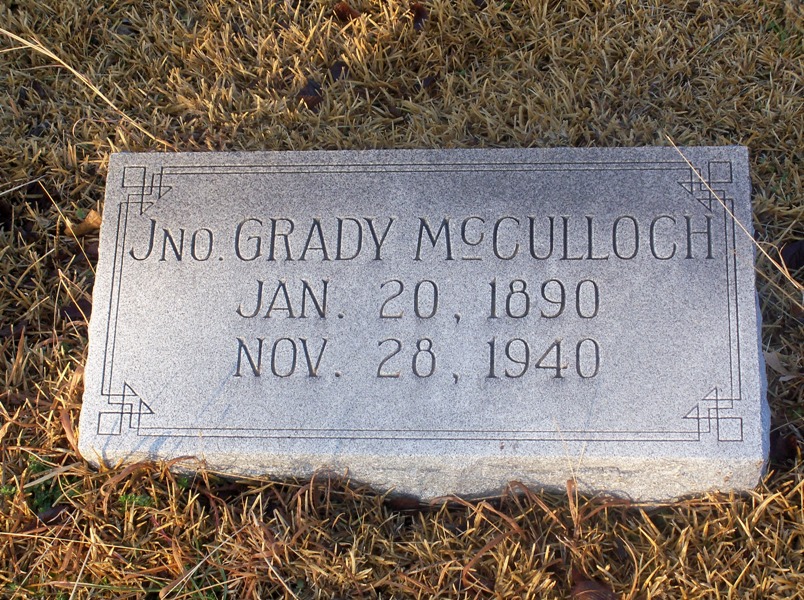 JNO. GRADY McCULLOCH
JAN. 20, 1890
NOV. 28, 1940